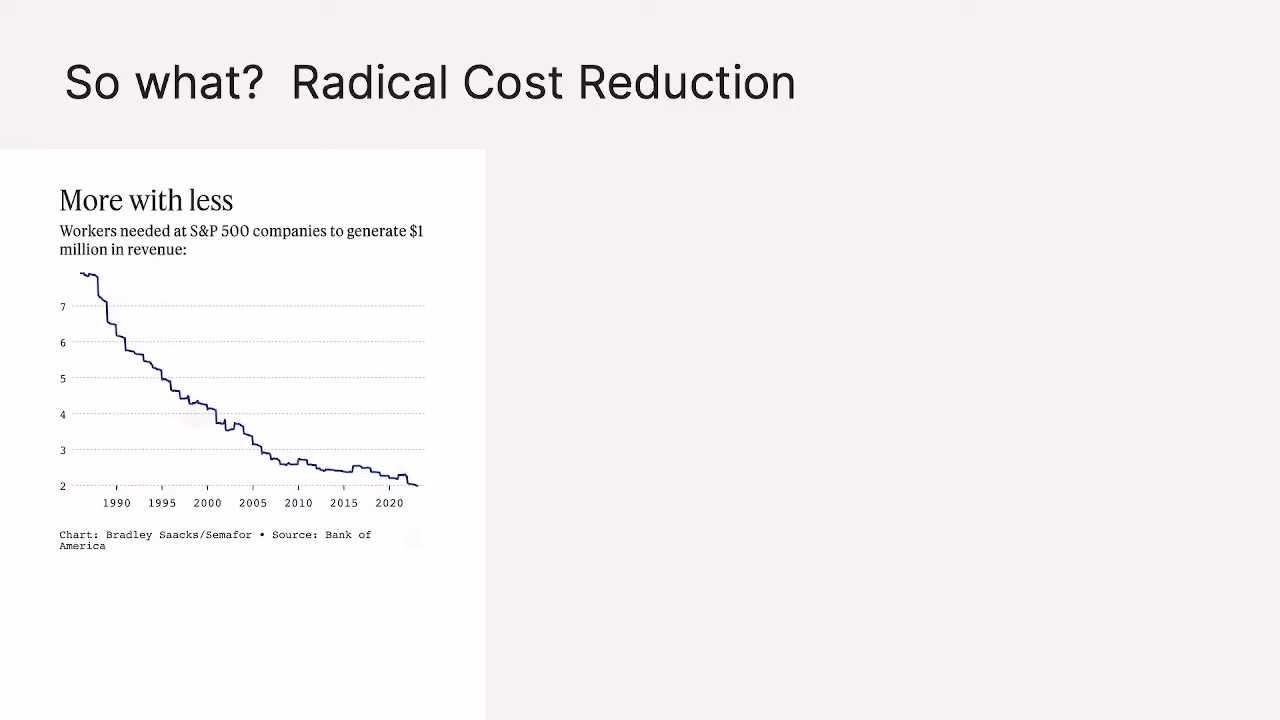 So what?  Radical Cost Reduction
More with less
Workers needed at S&P 500 companies to generate $1
million in revenue:
7
6
5
4
3
2
1990 1995 2000 2005 2010 2015 2020
Chart: Bradley Saacks/Semafor • Source: Bank of
America